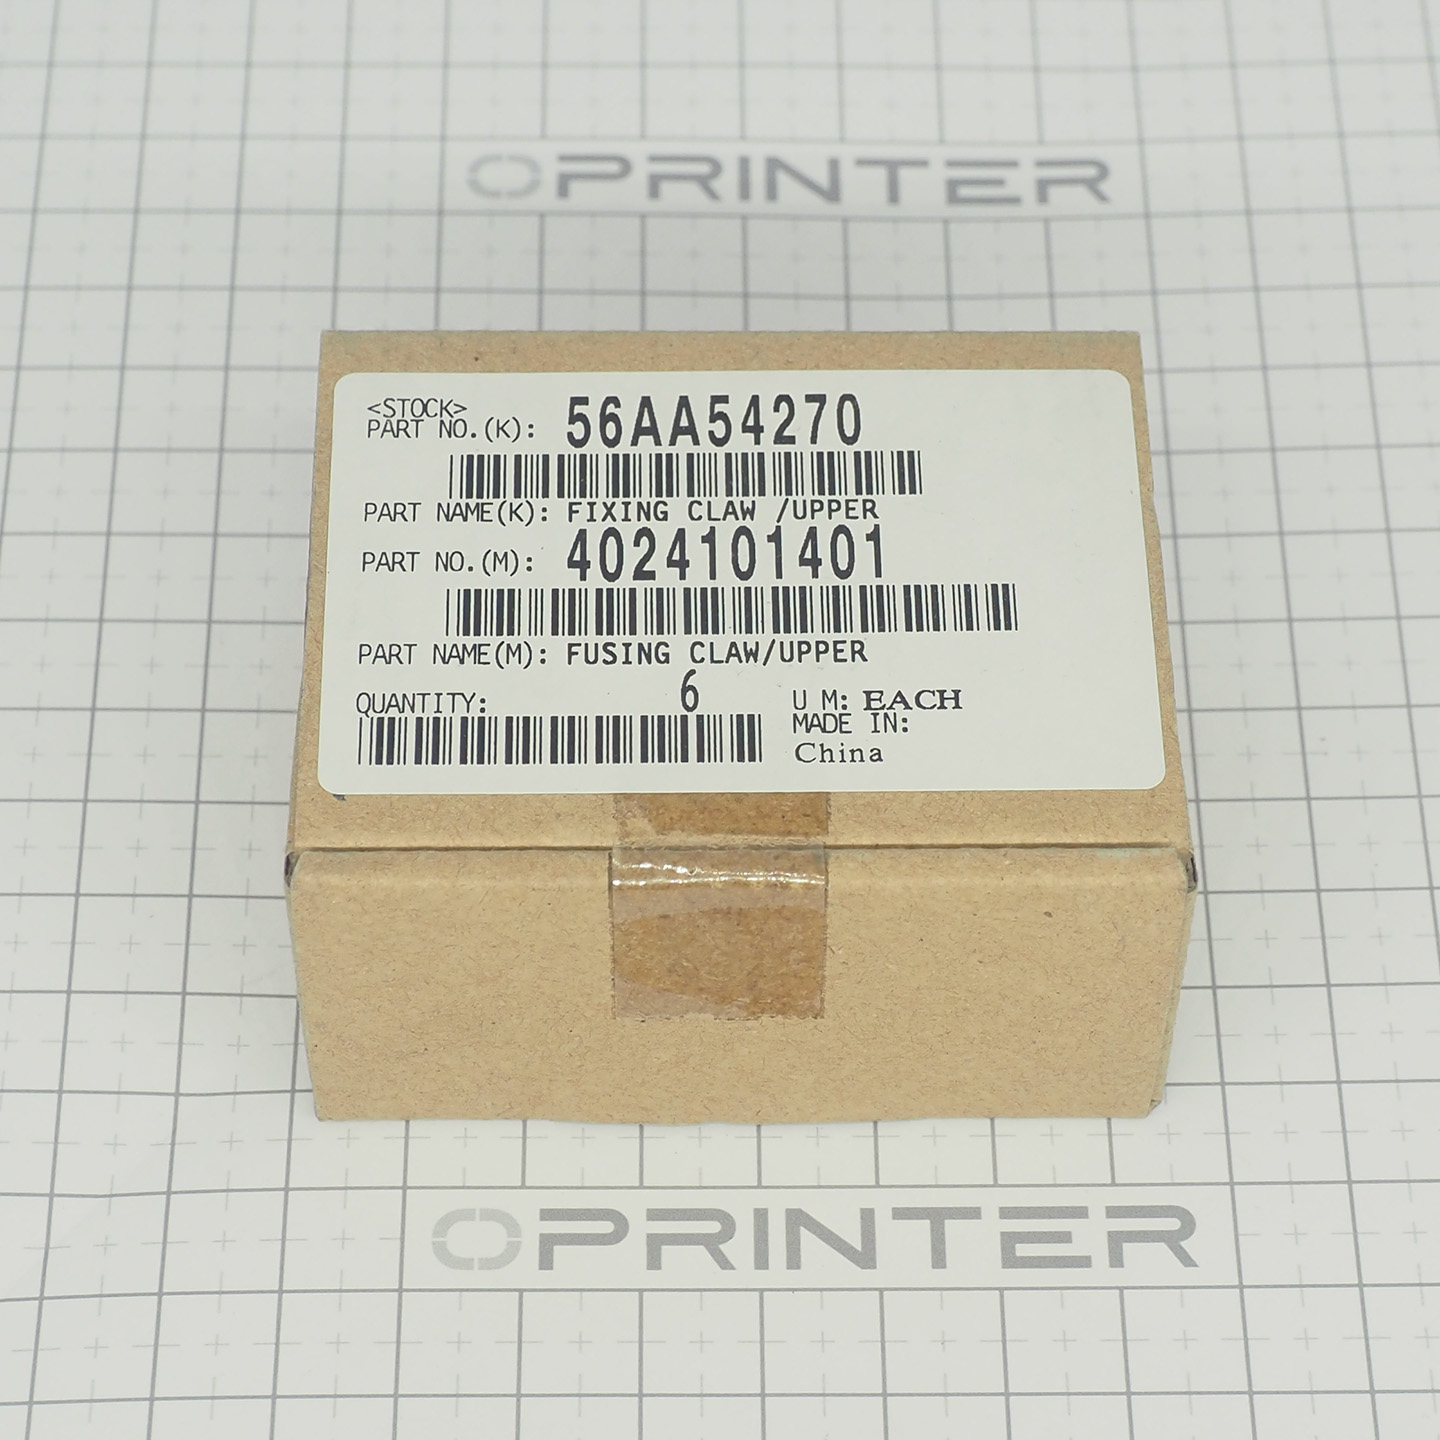 OPRINTER
<STOCK>
PART NO.(K): 56AA54270
PART NAME(K): FIXING CLAW /UPPER
PART NO.(M): 4024101401
PART NAME(M): FUSING CLAW/UPPER
QUANTITY: 6 U M: EACH
MADE IN:
China
OPRINTER